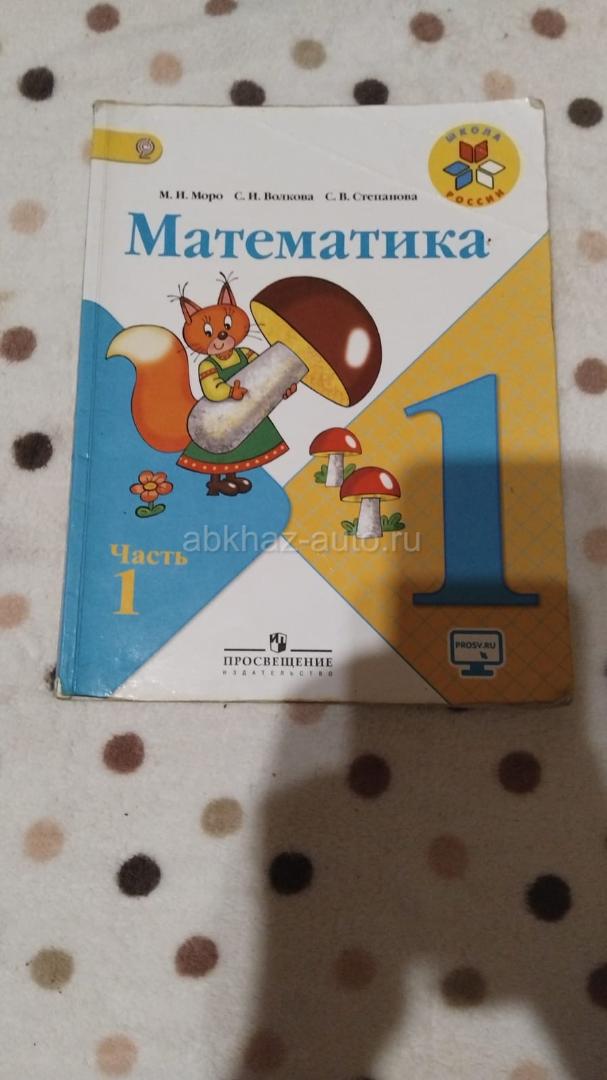 ШКОЛА
РОССИИ
М. И. Моро С. И. Волкова С. В. Степанова
Математика
1
abkhaz-auto.ru
Часть
1
PROSV.RU
ПРОСВЕЩЕНИЕ
ИЗДАТЕЛЬСТВО